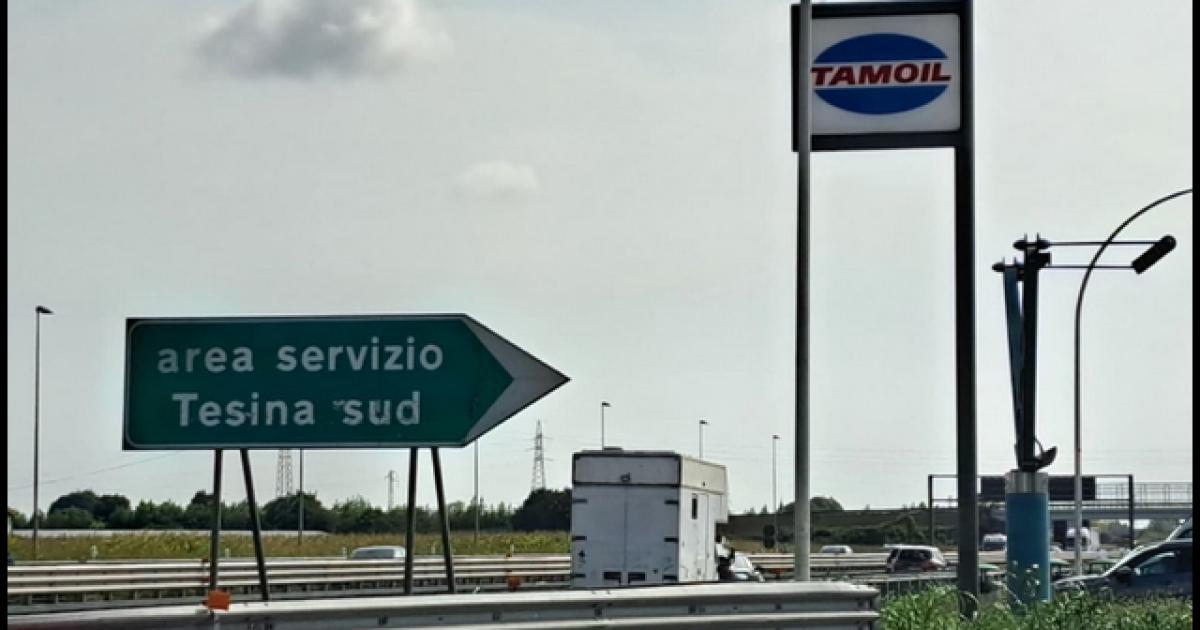 area servizio
Tesina sud
TAMOIL